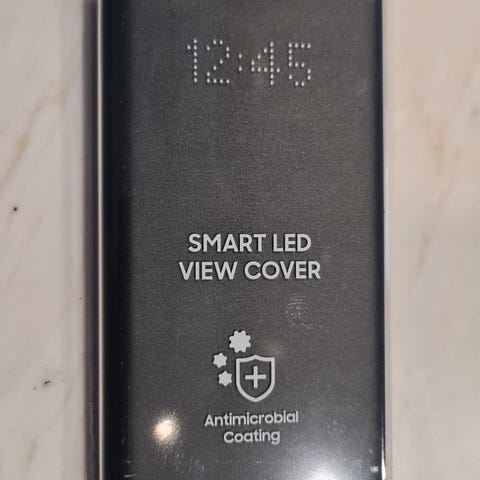 12:45
SMART LED
VIEW COVER
Antimicrobial
Coating